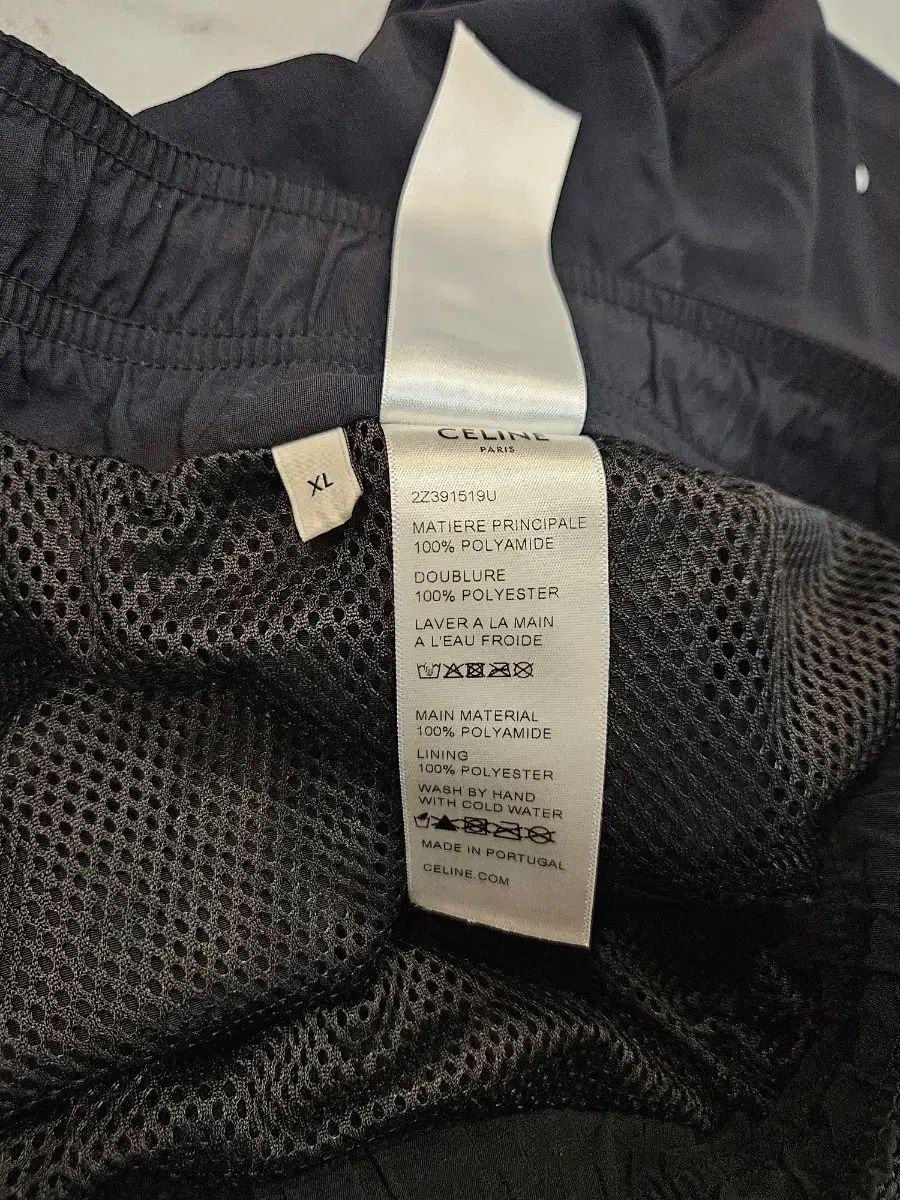 XL
CELINE
PARIS
2Z391519U
MATIERE PRINCIPALE
100% POLYAMIDE
DOUBLURE
100% POLYESTER
LAVER A LA MAIN
A L'EAU FROIDE
MAIN MATERIAL
100% POLYAMIDE
LINING
100% POLYESTER
WASH BY HAND
WITH COLD WATER
MADE IN PORTUGAL
CELINE.COM